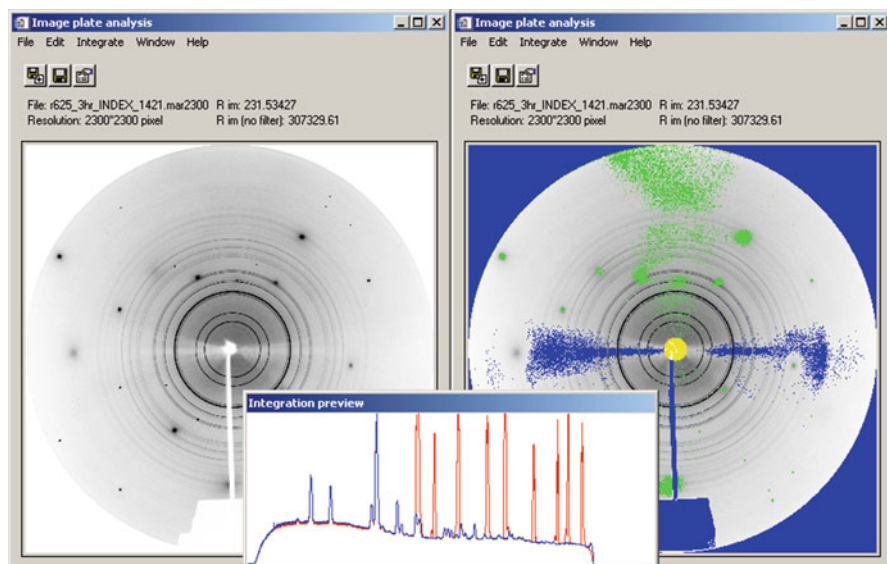 Image plate analysis
File Edit Integrate Window Help
File: r625_3hr_INDEX_1421.mar2300 R im: 231.53427
Resolution: 2300*2300 pixel R im (no filter): 307329.61
Image plate analysis
File Edit Integrate Window Help
File: r625_3hr_INDEX_1421.mar2300 R im: 231.53427
Resolution: 2300*2300 pixel R im (no filter): 307329.61
Integration preview